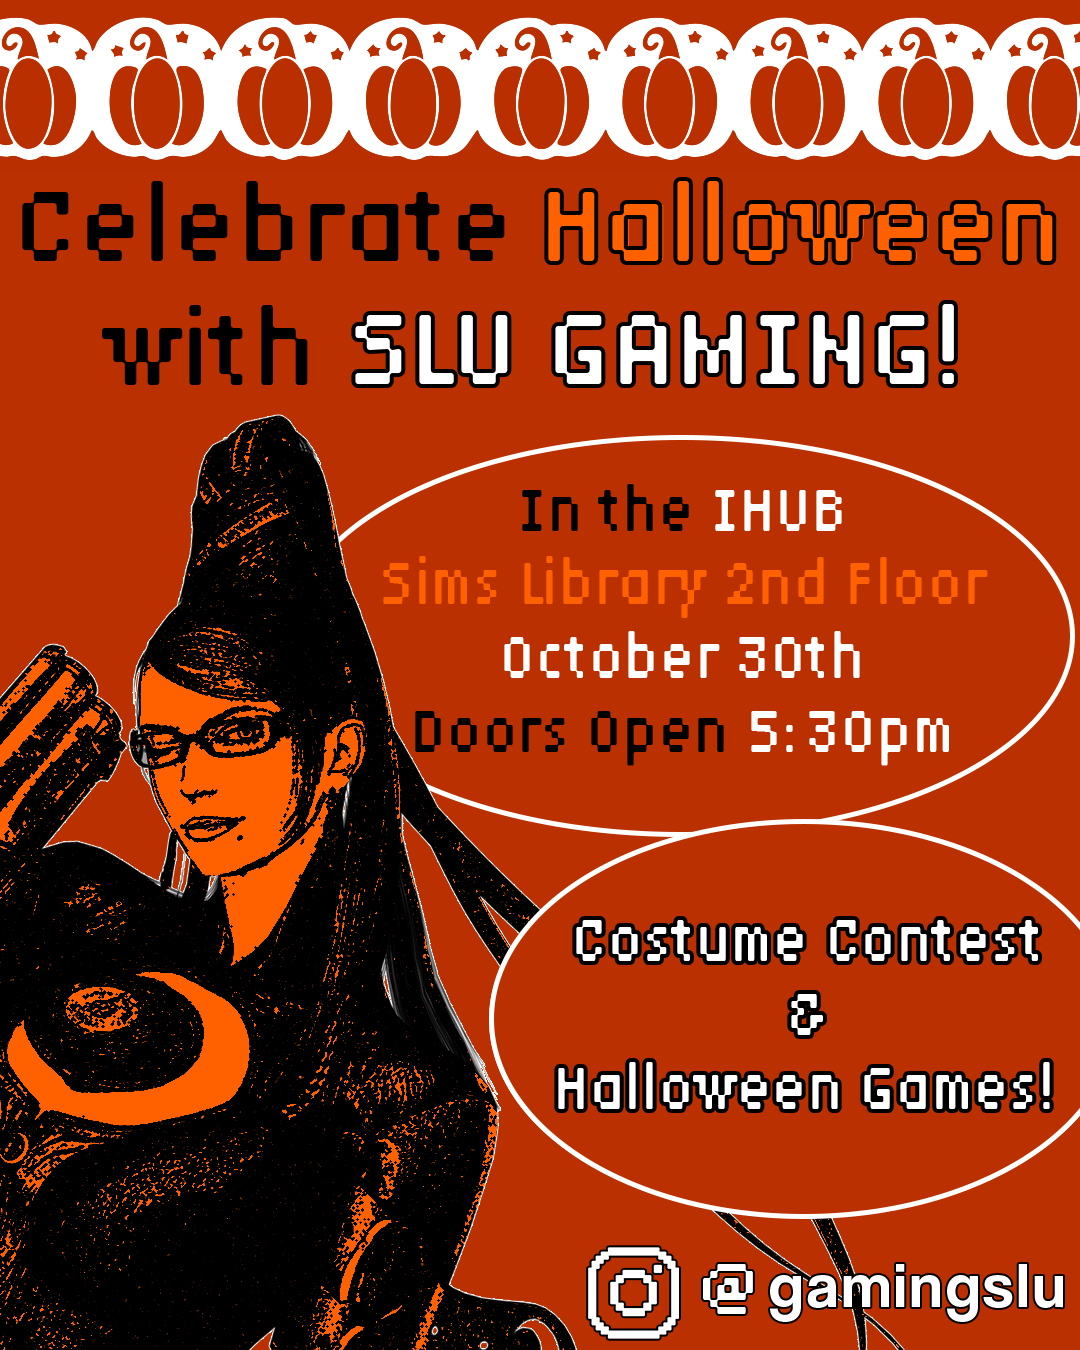 Celebrate Halloween
with SLU GAMING!
In the IHUB
Sims Library 2nd Floor
October 30th
Doors Open 5:30pm
Costume Contest
&
Halloween Games!
@gamingslu